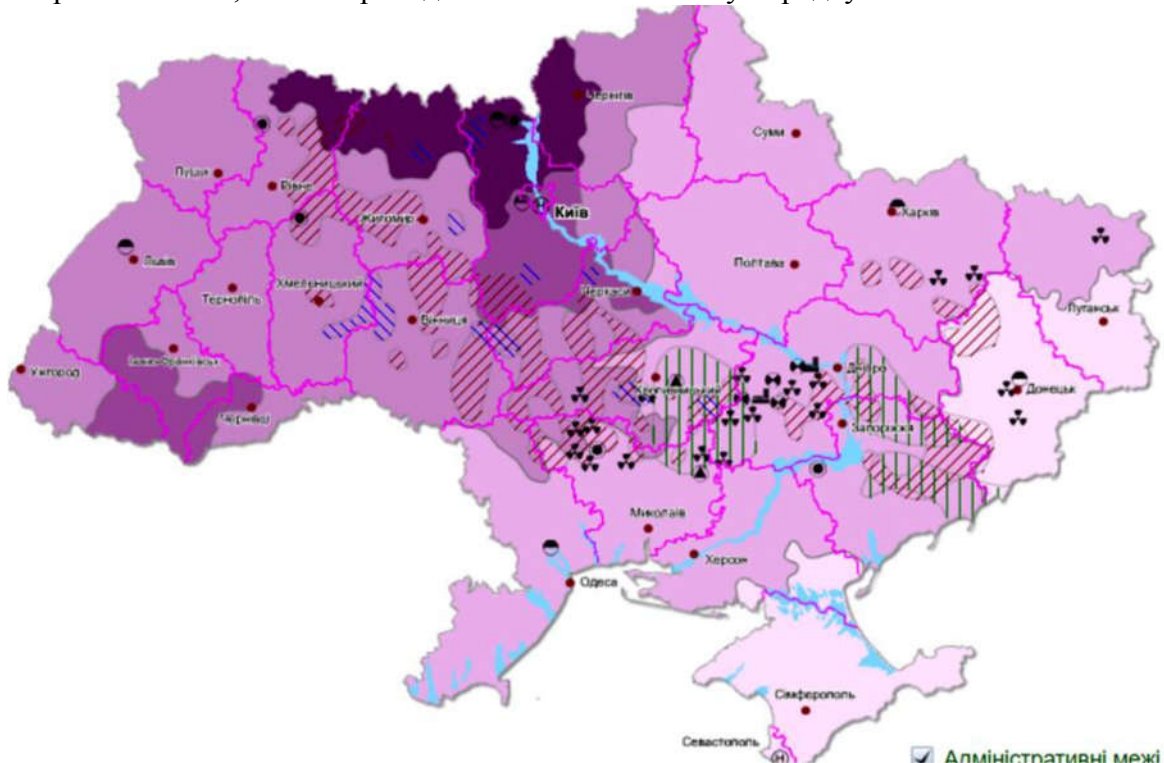 Чернігів
Суми
Луцьк
Рівне
Київ
Харків
Житомир
Львів
Полтава
Хмельницький
Тернопіль
Черкаси
Вінниця
Луганськ
Івано-Франківськ
Ужгород
Дніпро
Донецьк
Чернівці
Запоріжжя
Миколаїв
Херсон
Одеса
Сімферополь
Севастополь
Н
Адміністративні межі